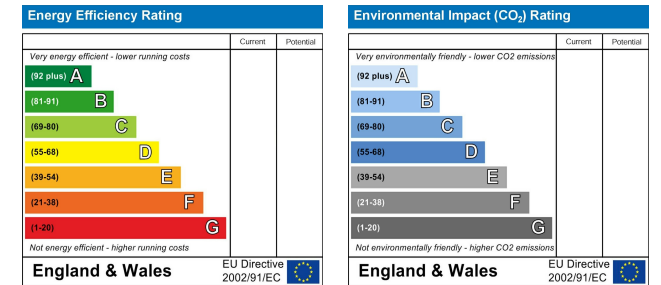 Energy Efficiency Rating
Current Potential
Very energy efficient - lower running costs
(92 plus) A
(81-91) B
(69-80) C
(55-68) D
(39-54) E
(21-38) F
(1-20) G
Not energy efficient - higher running costs
England & Wales
EU Directive
2002/91/EC
Environmental Impact (CO₂) Rating
Current Potential
Very environmentally friendly - lower CO2 emissions
(92 plus) A
(81-91) B
(69-80) C
(55-68) D
(39-54) E
(21-38) F
(1-20) G
Not environmentally friendly - higher CO2 emissions
England & Wales
EU Directive
2002/91/EC